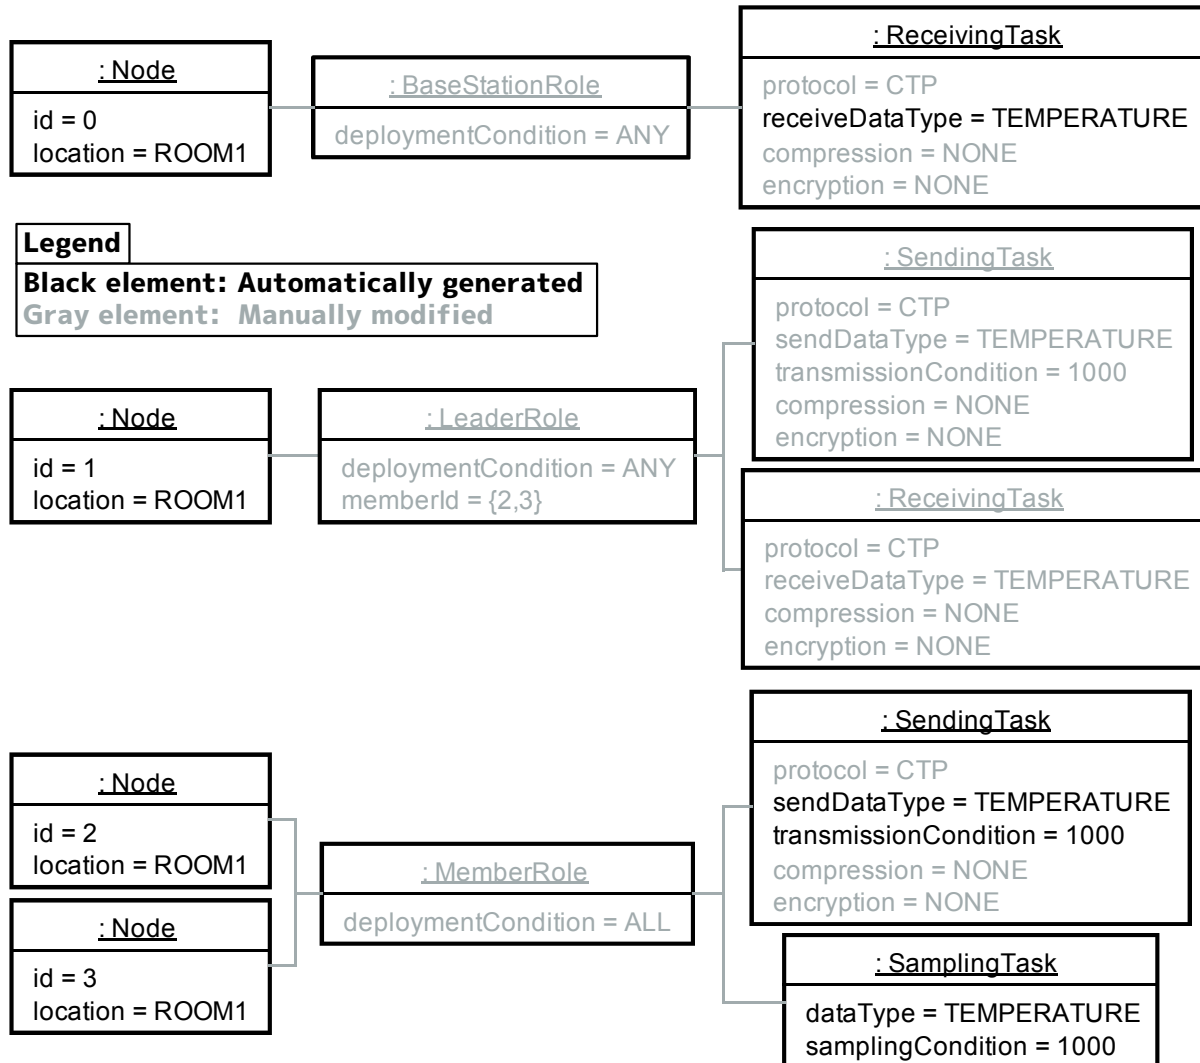 : Node
id = 0
location = ROOM1
: BaseStationRole
deploymentCondition = ANY
: ReceivingTask
protocol = CTP
receiveDataType = TEMPERATURE
compression = NONE
encryption = NONE
Legend
Black element: Automatically generated
Gray element: Manually modified
: Node
id = 1
location = ROOM1
: LeaderRole
deploymentCondition = ANY
memberId = {2,3}
: SendingTask
protocol = CTP
sendDataType = TEMPERATURE
transmissionCondition = 1000
compression = NONE
encryption = NONE
: ReceivingTask
protocol = CTP
receiveDataType = TEMPERATURE
compression = NONE
encryption = NONE
: Node
id = 2
location = ROOM1
: Node
id = 3
location = ROOM1
: MemberRole
deploymentCondition = ALL
: SendingTask
protocol = CTP
sendDataType = TEMPERATURE
transmissionCondition = 1000
compression = NONE
encryption = NONE
: SamplingTask
dataType = TEMPERATURE
samplingCondition = 1000